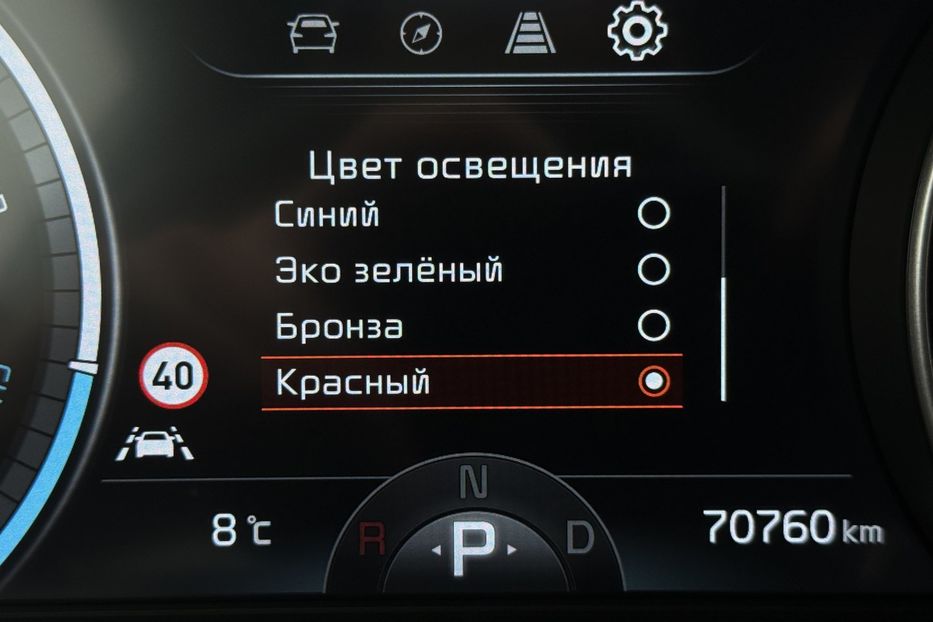 Цвет освещения
Синий
Эко зелёный
Бронза
Красный
40
N
R P D
8 °C
70760 km